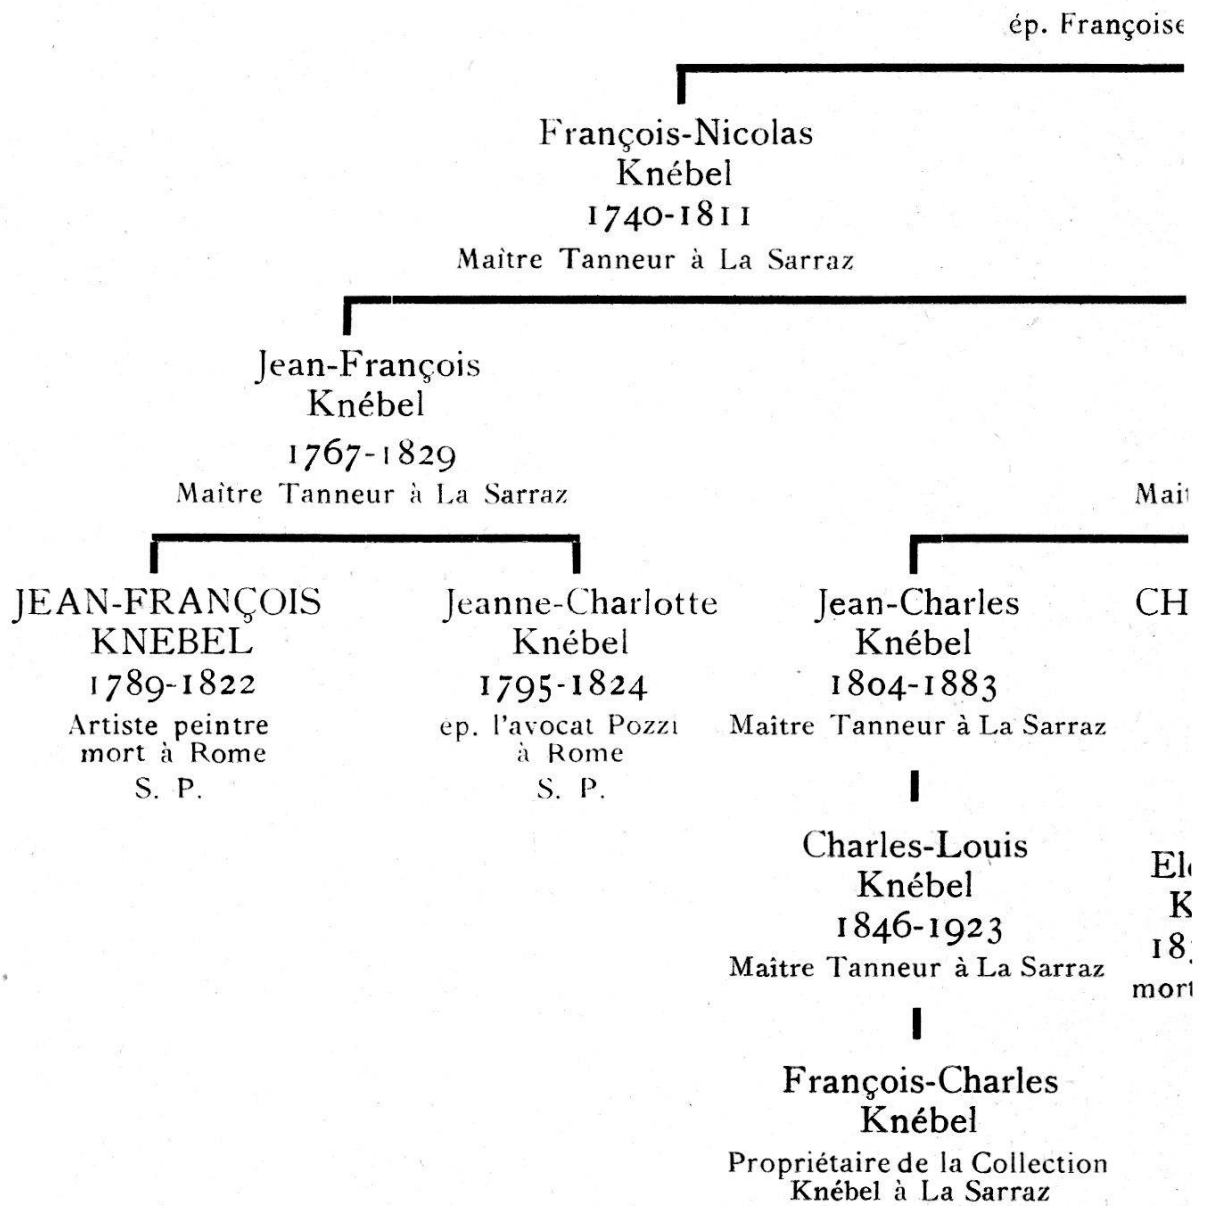 ép. Françoise
François-Nicolas
Knébel
1740-1811
Maître Tanneur à La Sarraz
Jean-François
Knébel
1767-1829
Maître Tanneur à La Sarraz
JEAN-FRANÇOIS
KNEBEL
1789-1822
Artiste peintre
mort à Rome
S. P.
Jeanne-Charlotte
Knébel
1795-1824
ep. l'avocat Pozzi
à Rome
S. P.
Jean-Charles
Knébel
1804-1883
Maître Tanneur à La Sarraz
CH
Charles-Louis
Knébel
1846-1923
Maître Tanneur à La Sarraz
K
mort
François-Charles
Knébel
Propriétaire de la Collection
Knébel à La Sarraz